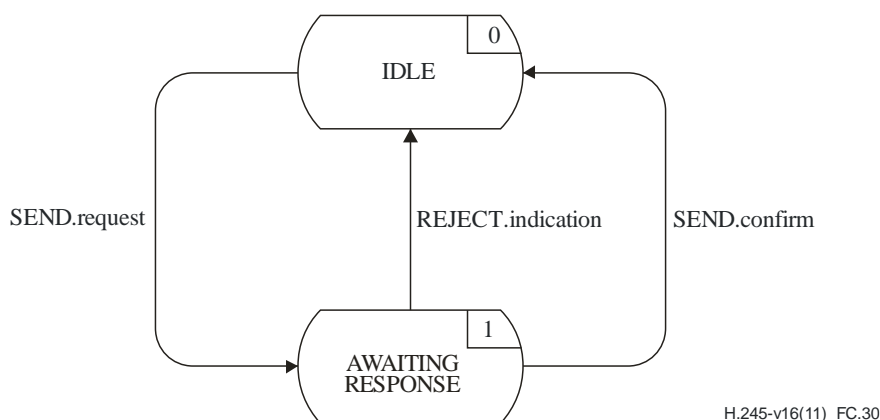 0
IDLE
SEND.request
REJECT.indication
SEND.confirm
1
AWAITING
RESPONSE
H.245-v16(11)_FC.30